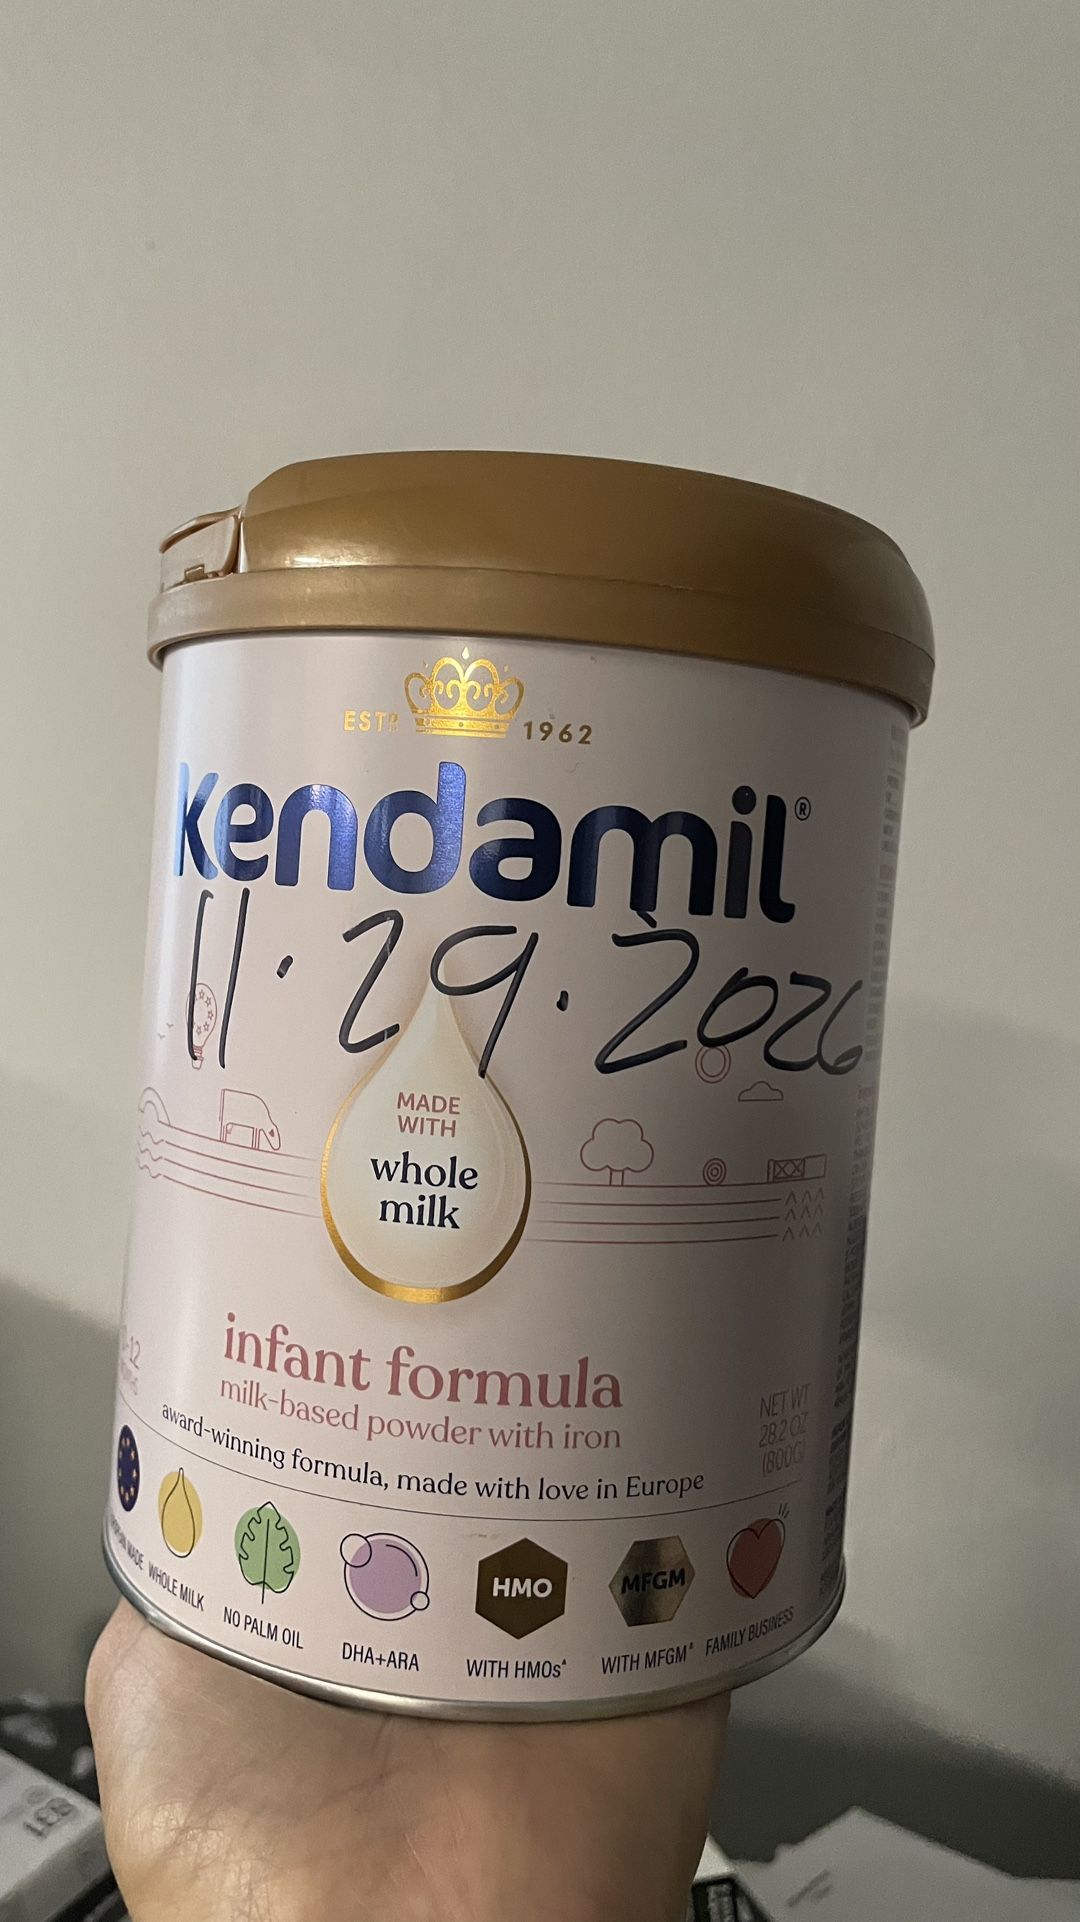 ESTD 1962
Kendamil®
11·29·2026
MADE
WITH
whole
milk
infant formula
milk-based powder with iron
award-winning formula, made with love in Europe
NET WT
28.2 OZ
(800G)
WHOLE MILK
NO PALM OIL
DHA+ARA
HMO
WITH HMOs
MFGM
WITH MFGM
FAMILY BUSINESS